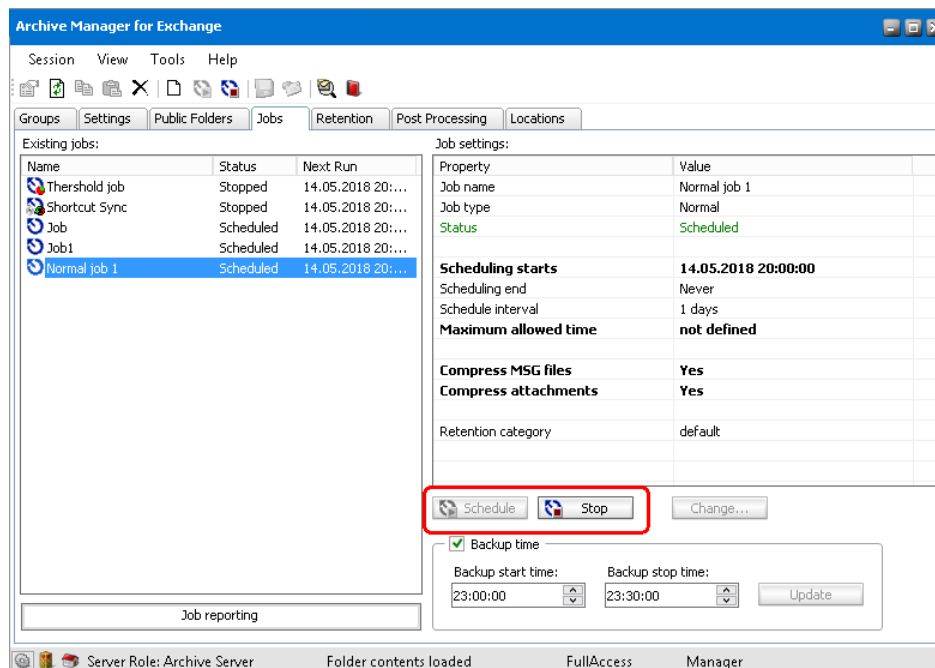 Archive Manager for Exchange
Session View Tools Help
Groups Settings Public Folders Jobs Retention Post Processing Locations
Existing jobs:
Name Status Next Run
Thershold job Stopped 14.05.2018 20:...
Shortcut Sync Stopped 14.05.2018 20:...
Job Scheduled 14.05.2018 20:...
Job1 Scheduled 14.05.2018 20:...
Normal job 1 Scheduled 14.05.2018 20:...
Job reporting
Job settings:
Property Value
Job name Normal job 1
Job type Normal
Status Scheduled
Scheduling starts 14.05.2018 20:00:00
Scheduling end Never
Schedule interval 1 days
Maximum allowed time not defined
Compress MSG files Yes
Compress attachments Yes
Retention category default
Schedule Stop Change...
Backup time
Backup start time: Backup stop time:
23:00:00 23:30:00 Update
Server Role: Archive Server Folder contents loaded FullAccess Manager